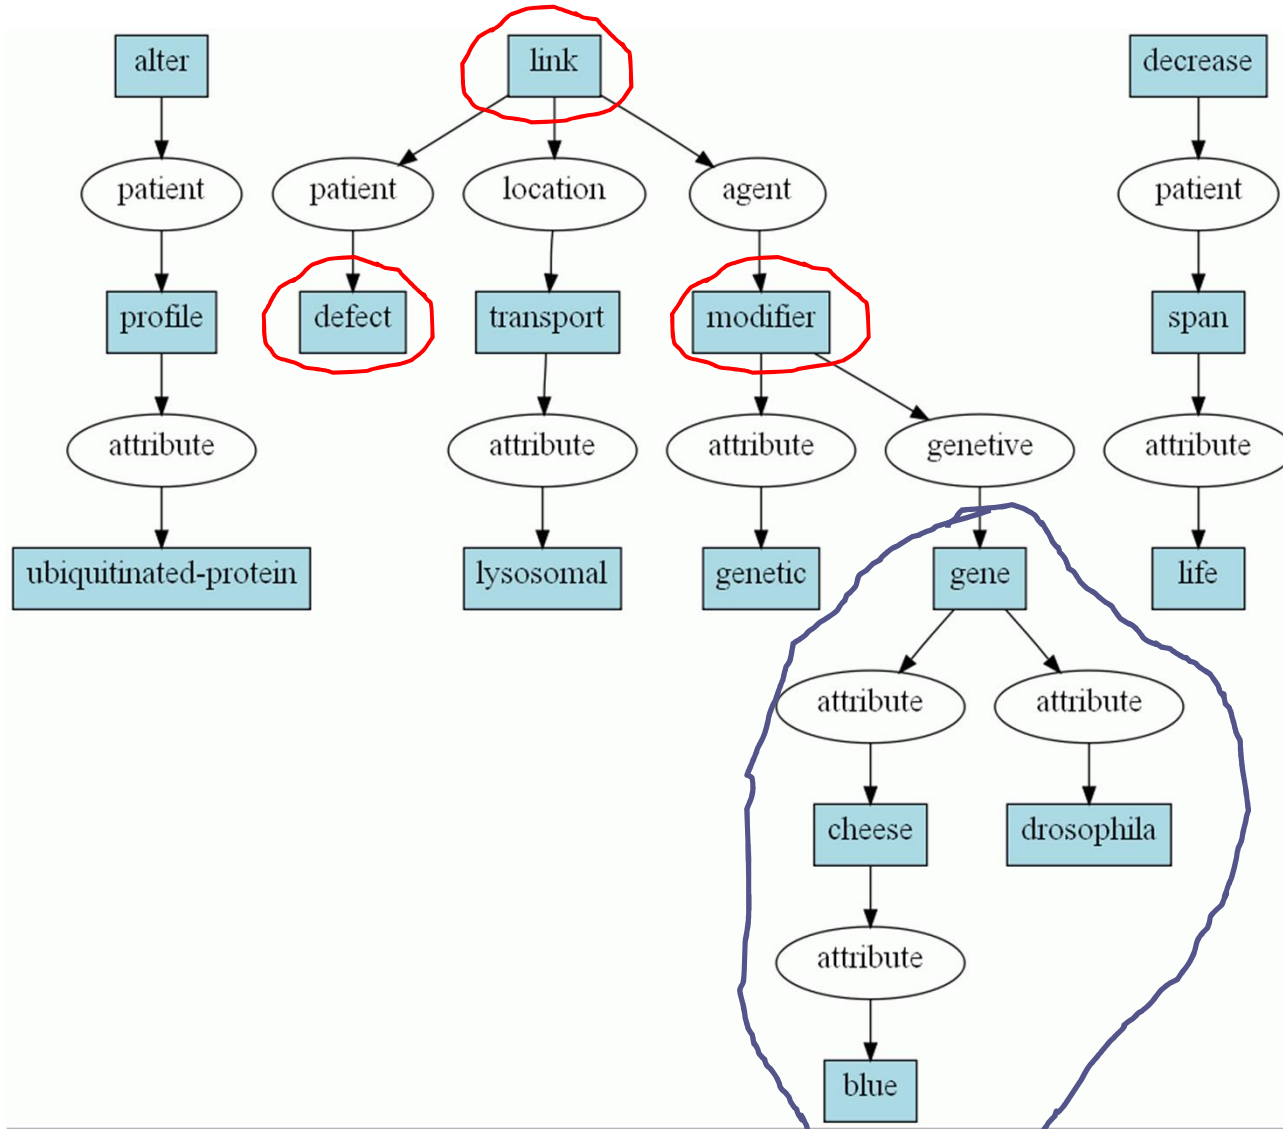 alter
link
decrease
patient
patient
location
agent
patient
profile
defect
transport
modifier
span
attribute
attribute
attribute
genetive
attribute
ubiquitinated-protein
lysosomal
genetic
gene
life
attribute
attribute
cheese
drosophila
attribute
blue